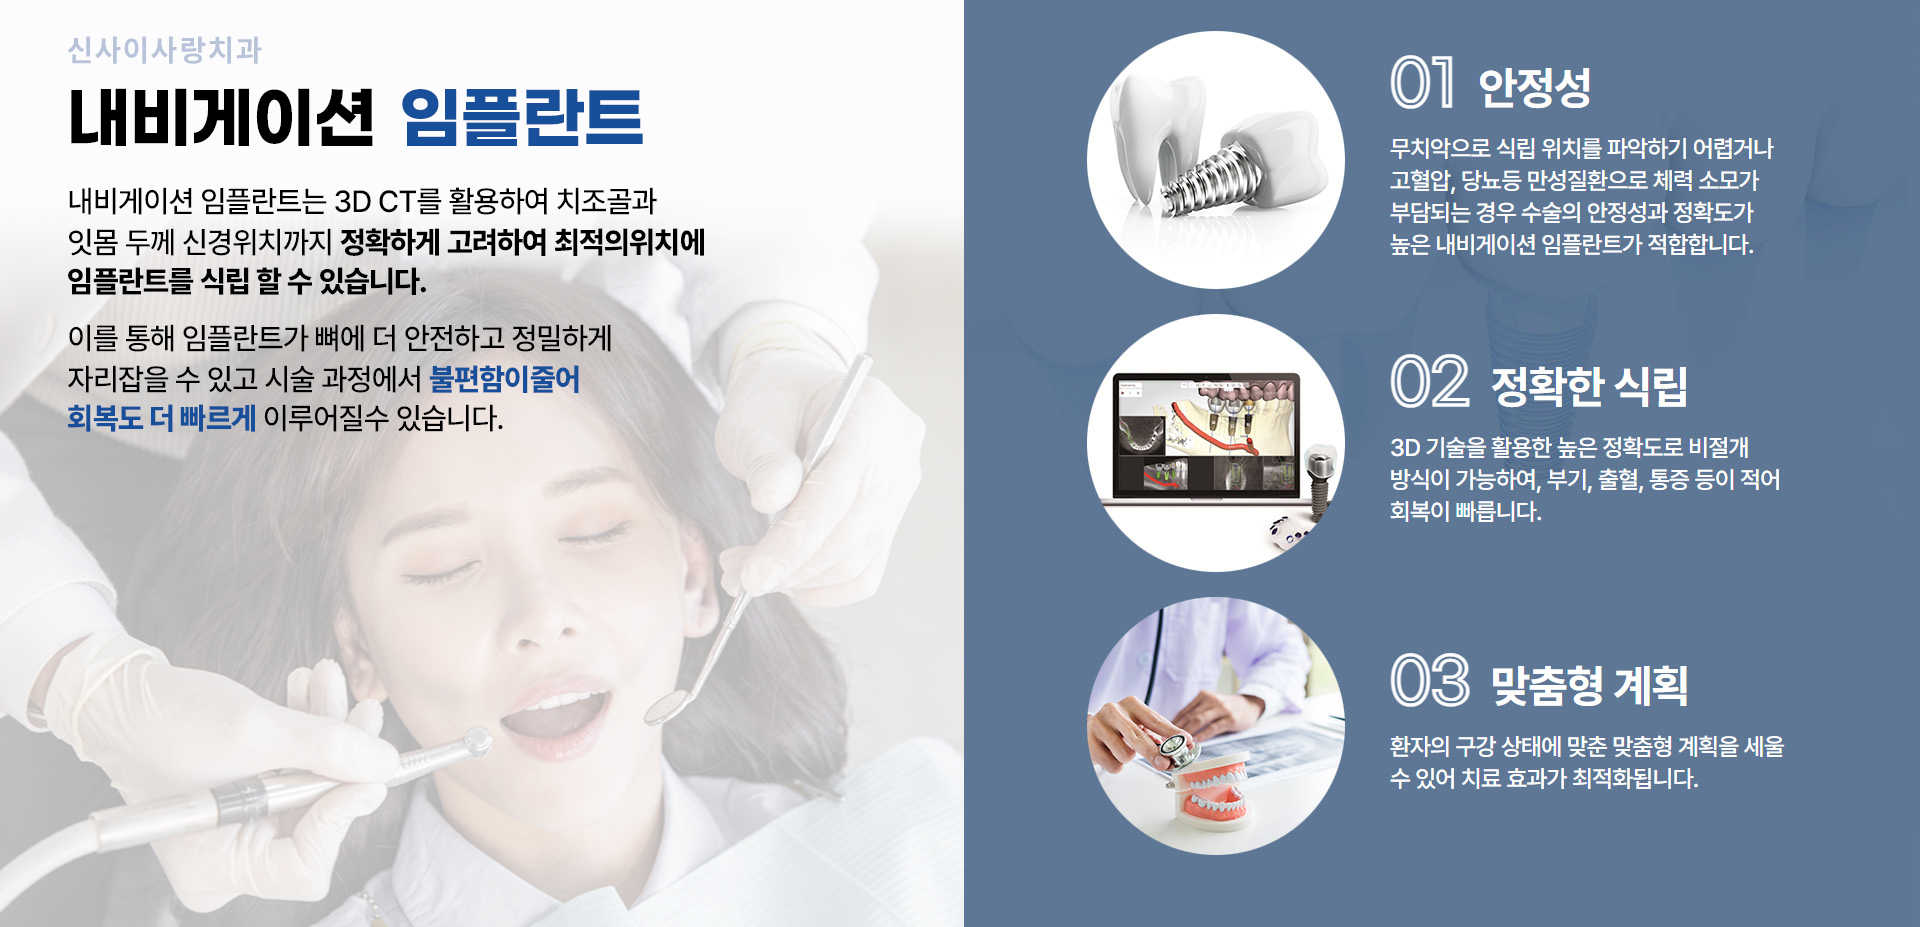 신사이사랑치과
내비게이션 임플란트
내비게이션 임플란트는 3D CT를 활용하여 치조골과
잇몸 두께 신경위치까지 정확하게 고려하여 최적의위치에
임플란트를 식립 할 수 있습니다.
이를 통해 임플란트가 뼈에 더 안전하고 정밀하게
자리잡을 수 있고 시술 과정에서 불편함이줄어
회복도 더 빠르게 이루어질수 있습니다.
01 안정성
무치악으로 식립 위치를 파악하기 어렵거나
고혈압, 당뇨등 만성질환으로 체력 소모가
부담되는 경우 수술의 안정성과 정확도가
높은 내비게이션 임플란트가 적합합니다.
02 정확한 식립
3D 기술을 활용한 높은 정확도로 비절개
방식이 가능하여, 부기, 출혈, 통증 등이 적어
회복이 빠릅니다.
03 맞춤형 계획
환자의 구강 상태에 맞춘 맞춤형 계획을 세울
수 있어 치료 효과가 최적화됩니다.